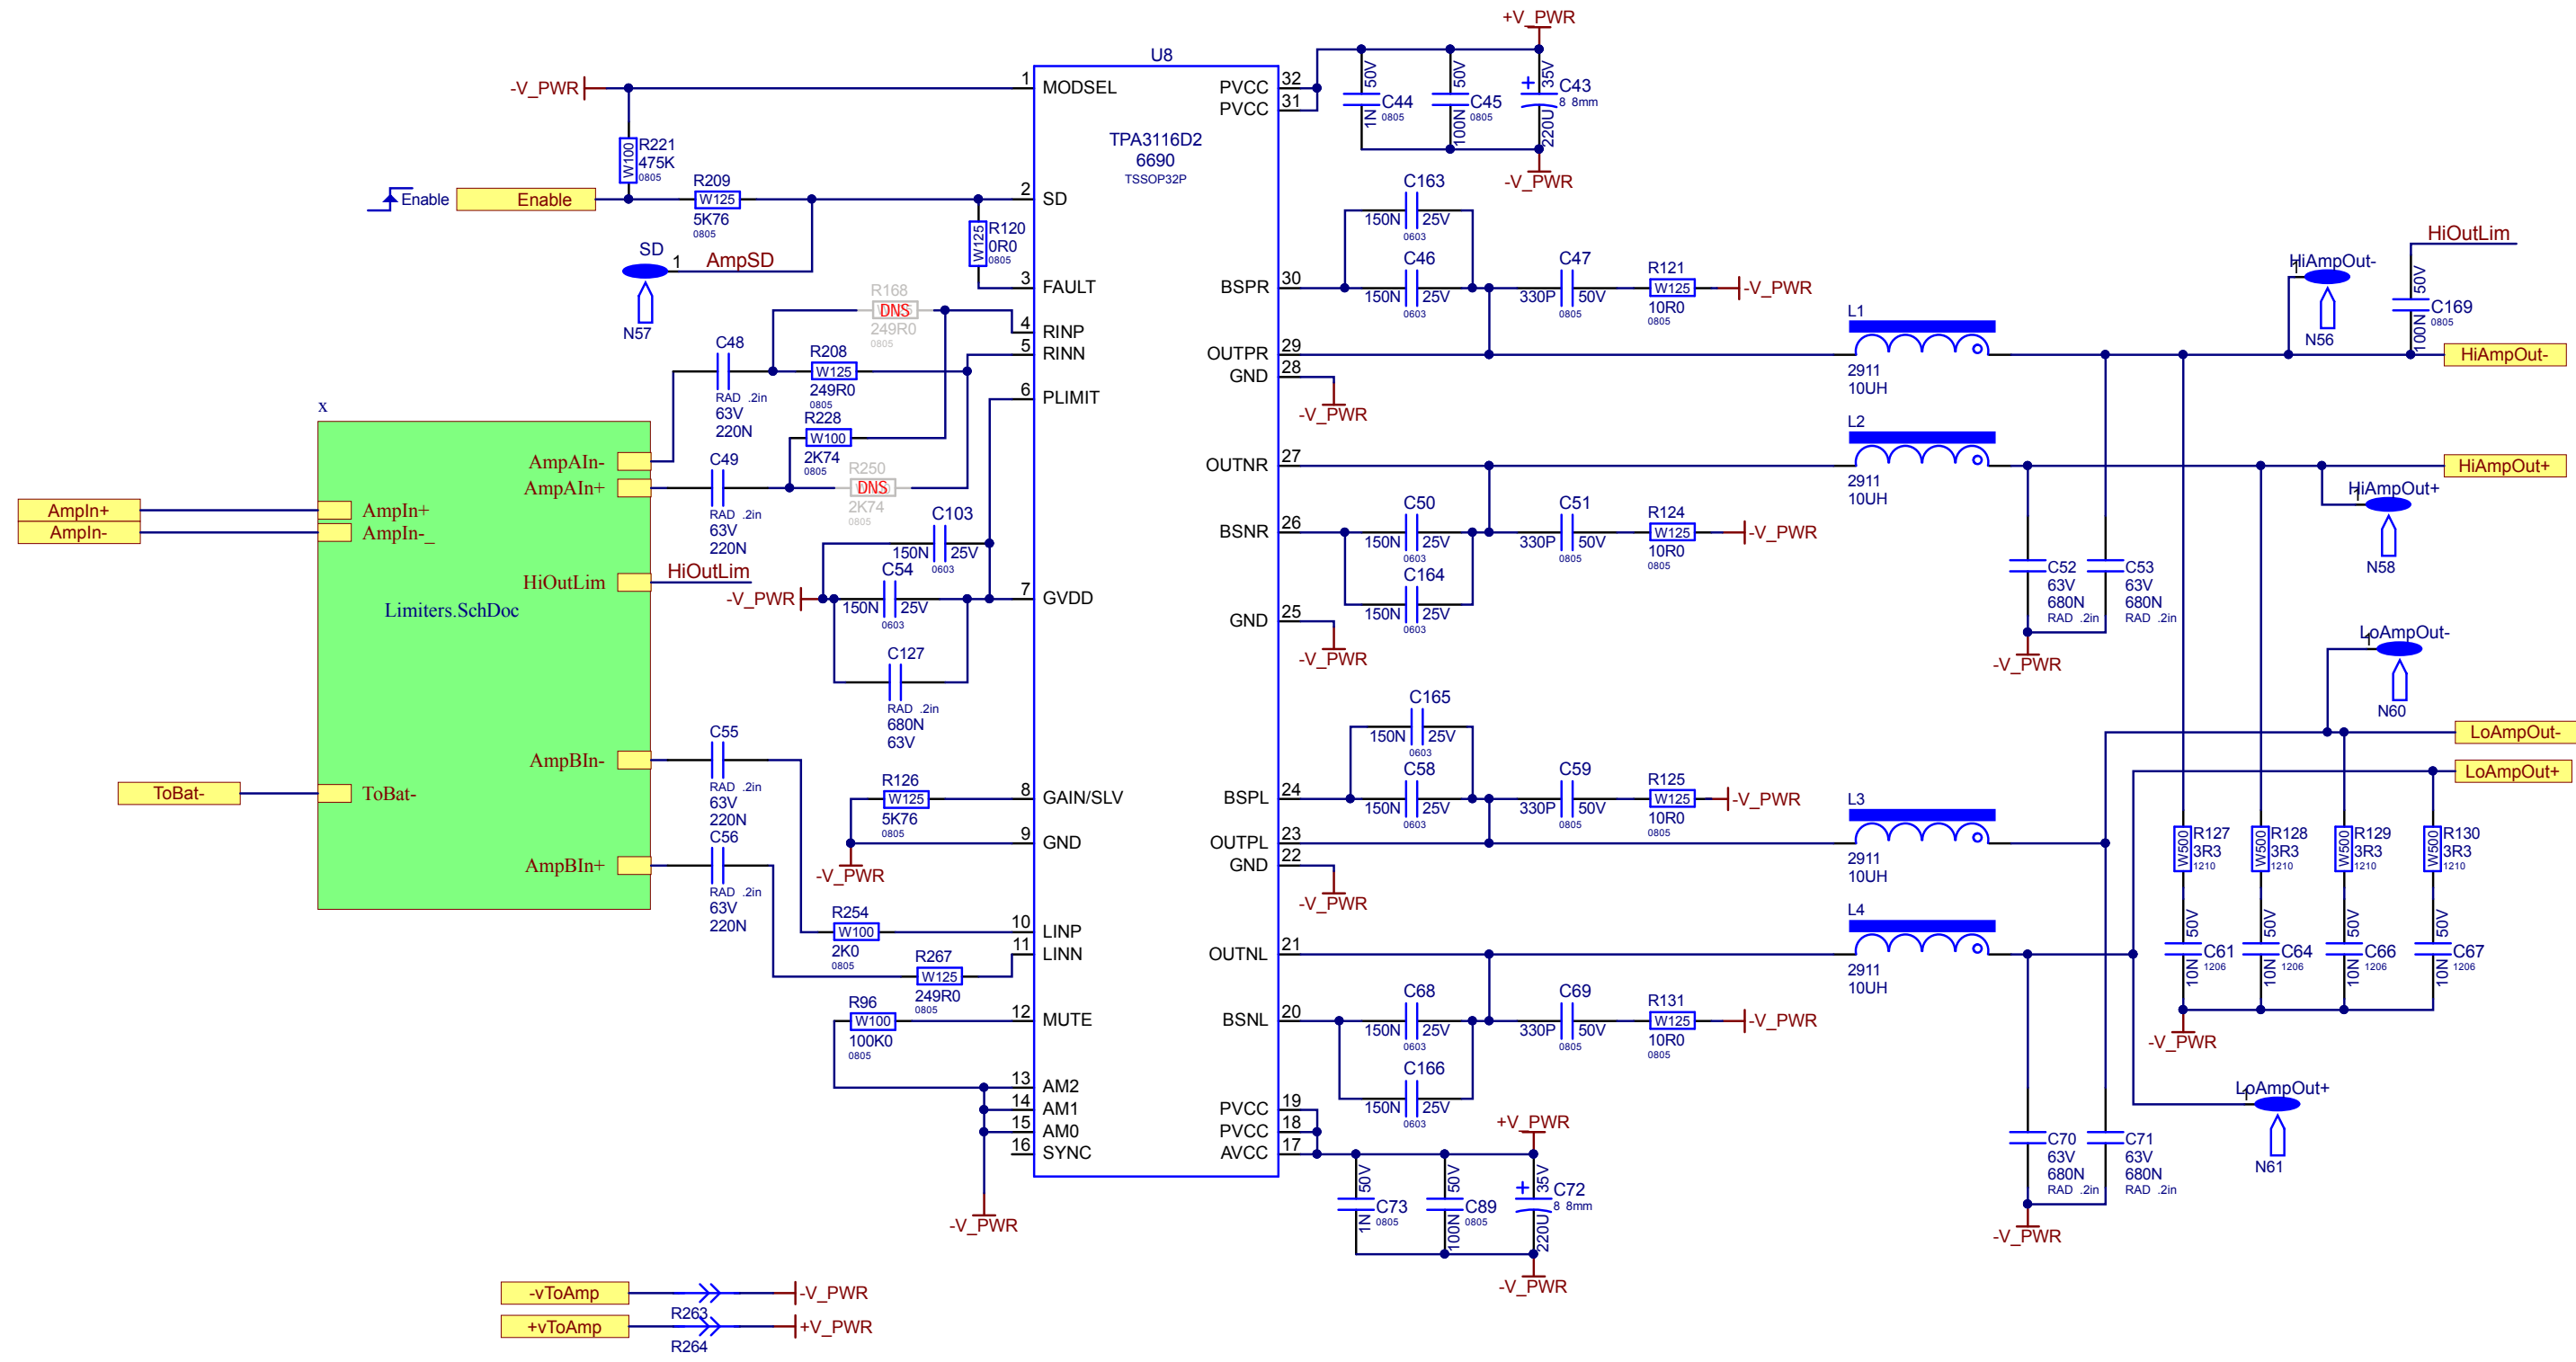 +V_PWR
U8
-V_PWR
1
MODSEL
PVCC
32
PVCC
31
50V
C44
1N
0805
50V
C45
100N
0805
+
35V
C43
8 8mm
220U
-V_PWR
TPA3116D2
6690
TSSOP32P
W100
R221
475K
0805
Enable
Enable
R209
W125
5K76
0805
2
SD
SD
1
AmpSD
N57
W125
R120
0R0
0805
3
FAULT
C163
150N
25V
0603
BSPR
30
C46
150N
25V
0603
C47
330P
50V
0805
R121
W125
10R0
0805
-V_PWR
HiAmpOut-
1
N56
HiOutLim
50V
C169
0805
100N
HiAmpOut-
R168
DNS
249R0
0805
4
RINP
5
RINN
OUTPR
29
GND
28
-V_PWR
L1
2911
10UH
C48
RAD .2in
63V
220N
R208
W125
249R0
0805
R228
W100
2K74
0805
6
PLIMIT
L2
2911
10UH
OUTNR
27
HiAmpOut+
HiAmpOut+
1
N58
x
AmpAIn-
AmpAIn+
AmpIn+
AmpIn-
AmpIn+
AmpIn-_
HiOutLim
HiOutLim
Limiters.SchDoc
C49
RAD .2in
63V
220N
R250
DNS
2K74
0805
C103
150N
25V
0603
C54
150N
25V
0603
-V_PWR
7
GVDD
C127
RAD .2in
680N
63V
BSNR
26
C50
150N
25V
0603
C51
330P
50V
0805
R124
W125
10R0
0805
-V_PWR
C164
150N
25V
0603
GND
25
-V_PWR
C52
63V
680N
RAD .2in
C53
63V
680N
RAD .2in
-V_PWR
LoAmpOut-
1
N60
LoAmpOut-
LoAmpOut+
AmpBIn-
ToBat-
ToBat-
AmpBIn+
C55
RAD .2in
63V
220N
C56
RAD .2in
63V
220N
R126
W125
5K76
0805
8
GAIN/SLV
9
GND
-V_PWR
C165
150N
25V
0603
BSPL
24
C58
150N
25V
0603
C59
330P
50V
0805
R125
W125
10R0
0805
-V_PWR
OUTPL
23
GND
22
-V_PWR
L3
2911
10UH
W500
R127
3R3
1210
W500
R128
3R3
1210
W500
R129
3R3
1210
W500
R130
3R3
1210
R254
W100
2K0
0805
10
LINP
11
LINN
R267
W125
249R0
0805
OUTNL
21
L4
2911
10UH
50V
C61
10N
1206
50V
C64
10N
1206
50V
C66
10N
1206
50V
C67
10N
1206
-V_PWR
R96
W100
100K0
0805
12
MUTE
BSNL
20
C68
150N
25V
0603
C69
330P
50V
0805
R131
W125
10R0
0805
-V_PWR
C166
150N
25V
0603
13
AM2
14
AM1
15
AM0
16
SYNC
-V_PWR
PVCC
19
PVCC
18
AVCC
17
+V_PWR
50V
C73
1N
0805
50V
C89
100N
0805
+
35V
C72
8 8mm
220U
-V_PWR
C70
63V
680N
RAD .2in
C71
63V
680N
RAD .2in
-V_PWR
LoAmpOut+
1
N61
-vToAmp
R263
-V_PWR
+vToAmp
R264
+V_PWR